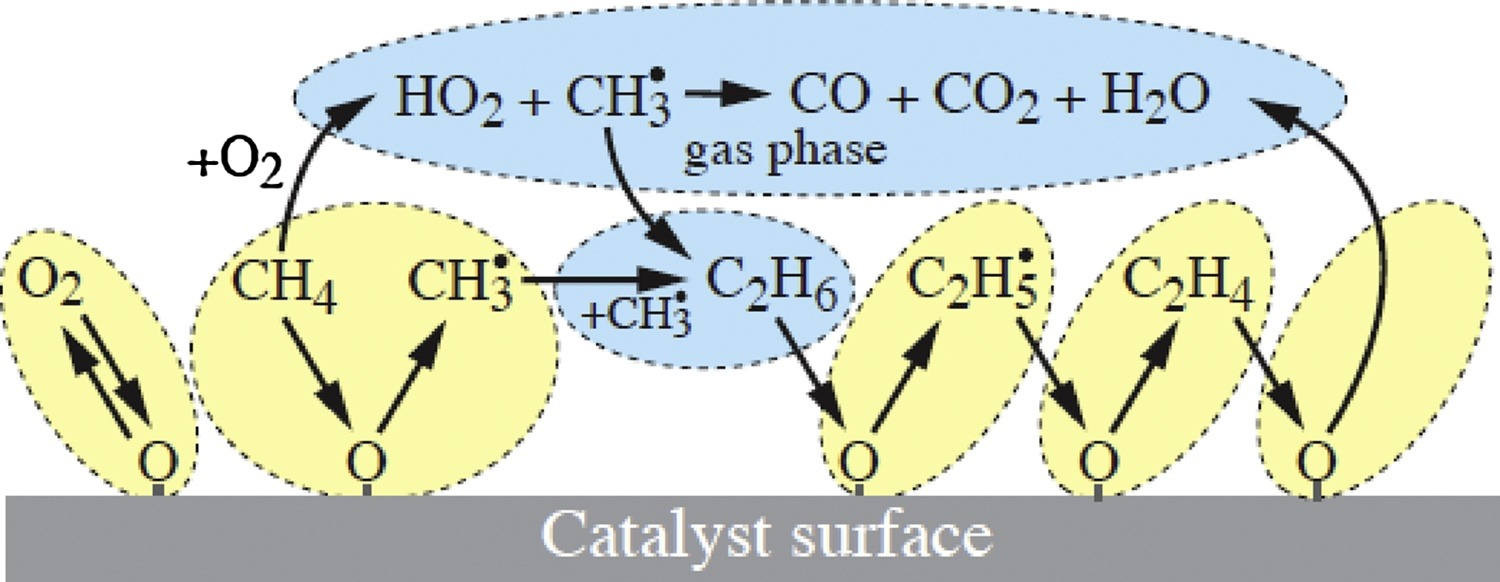 HO₂ + CH₃• → CO + CO₂ + H₂O
gas phase
+O₂
O₂ CH₄ CH₃• → C₂H₆ C₂H₅• C₂H₄
+CH₃•
O O O O O
Catalyst surface